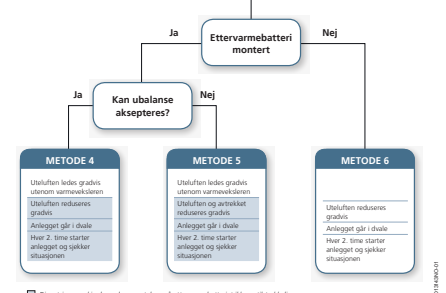 Ja
Nei
Ettervarmebatteri
montert
Ja
Nei
Kan ubalanse
aksepteres?
METODE 4
Uteluften ledes gradvis
utenom varmeveksleren
Uteluften reduseres
gradvis
Anlegget går i dvale
Hver 2. time starter
anlegget og sjekker
situasjonen
METODE 5
Uteluften ledes gradvis
utenom varmeveksleren
Uteluften og avtrekket
reduseres gradvis
Anlegget går i dvale
Hver 2. time starter
anlegget og sjekker
situasjonen
METODE 6
Uteluften reduseres
gradvis
Anlegget går i dvale
Hver 2. time starter
anlegget og sjekker
situasjonen